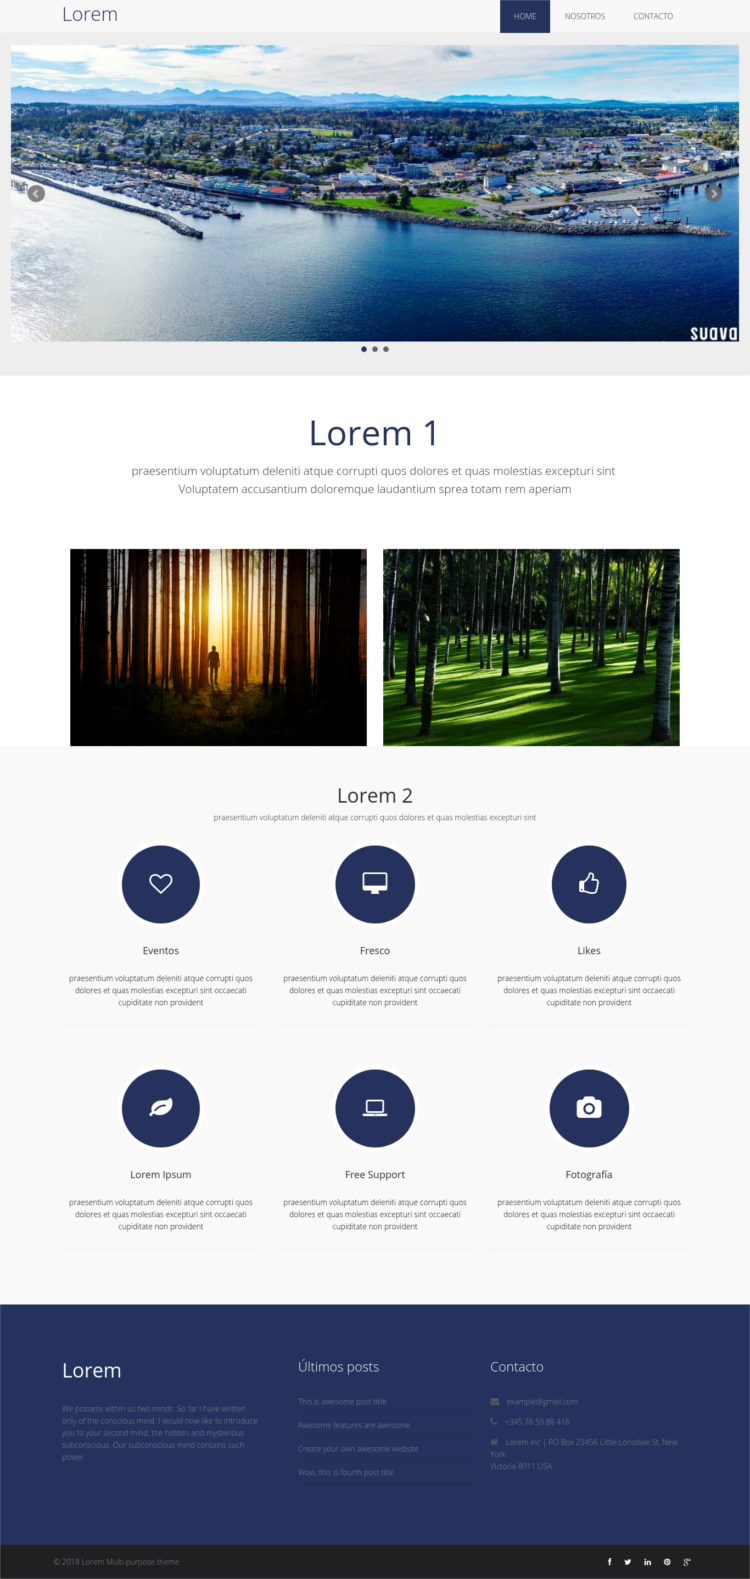 Lorem
HOME NOSOTROS CONTACTO
suava
Lorem 1
praesentium voluptatum deleniti atque corrupti quos dolores et quas molestias excepturi sint
Voluptatem accusantium doloremque laudantium sprea totam rem aperiam
Lorem 2
praesentium voluptatum deleniti atque corrupti quos dolores et quas molestias excepturi sint
Eventos
praesentium voluptatum deleniti atque corrupti quos
dolores et quas molestias excepturi sint occaecati
cupiditate non provident
Fresco
praesentium voluptatum deleniti atque corrupti quos
dolores et quas molestias excepturi sint occaecati
cupiditate non provident
Likes
praesentium voluptatum deleniti atque corrupti quos
dolores et quas molestias excepturi sint occaecati
cupiditate non provident
Lorem Ipsum
praesentium voluptatum deleniti atque corrupti quos
dolores et quas molestias excepturi sint occaecati
cupiditate non provident
Free Support
praesentium voluptatum deleniti atque corrupti quos
dolores et quas molestias excepturi sint occaecati
cupiditate non provident
Fotografía
praesentium voluptatum deleniti atque corrupti quos
dolores et quas molestias excepturi sint occaecati
cupiditate non provident
Lorem
We possess within us two minds. So far I have written
only of the conscious mind. I would now like to introduce
you to your second mind, the hidden and mysterious
subconscious. Our subconscious mind contains such
power.
Últimos posts
This is awesome post title
Awesome features are awesome
Create your own awesome website
Wow, this is fourth post title
Contacto
example@gmail.com
+345 78 59 88 416
Lorem inc | PO Box 23456 Little Lonsdale St, New
York
Victoria 8011 USA
© 2018 Lorem Multi-purpose theme